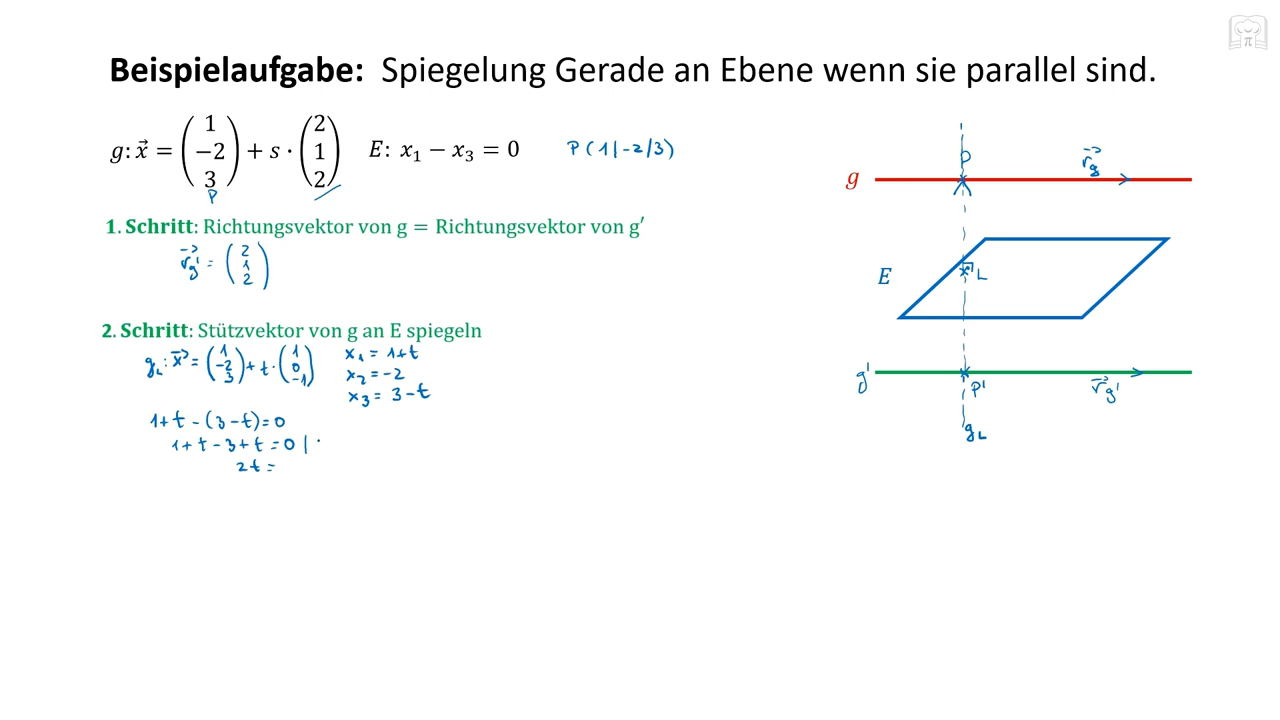 Beispielaufgabe: Spiegelung Gerade an Ebene wenn sie parallel sind.
g: x⃗ = (1 −2 3) + s · (2 1 2) E: x₁ − x₃ = 0 P(1|-2/3)
P
1. Schritt: Richtungsvektor von g = Richtungsvektor von g′
r⃗g' = (2 1 2)
2. Schritt: Stützvektor von g an E spiegeln
gL: x⃗ = (1 -2 3) + t · (1 0 -1)
x₁ = 1+t
x₂ = -2
x₃ = 3-t
1+t - (3-t) = 0
1+t-3+t = 0 |
2t =
P
r⃗g
g
E
L
g'
P'
r⃗g'
gL
π